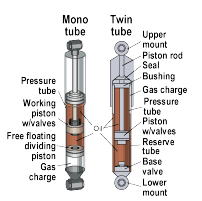 Mono tube
Twin tube
Pressure
tube
Working
piston
w/valves
Free floating
dividing
piston
Gas
charge
Oil
Upper
mount
Piston rod
Seal
Bushing
Gas charge
Pressure
tube
Piston
w/valves
Reserve
tube
Base
valve
Lower
mount